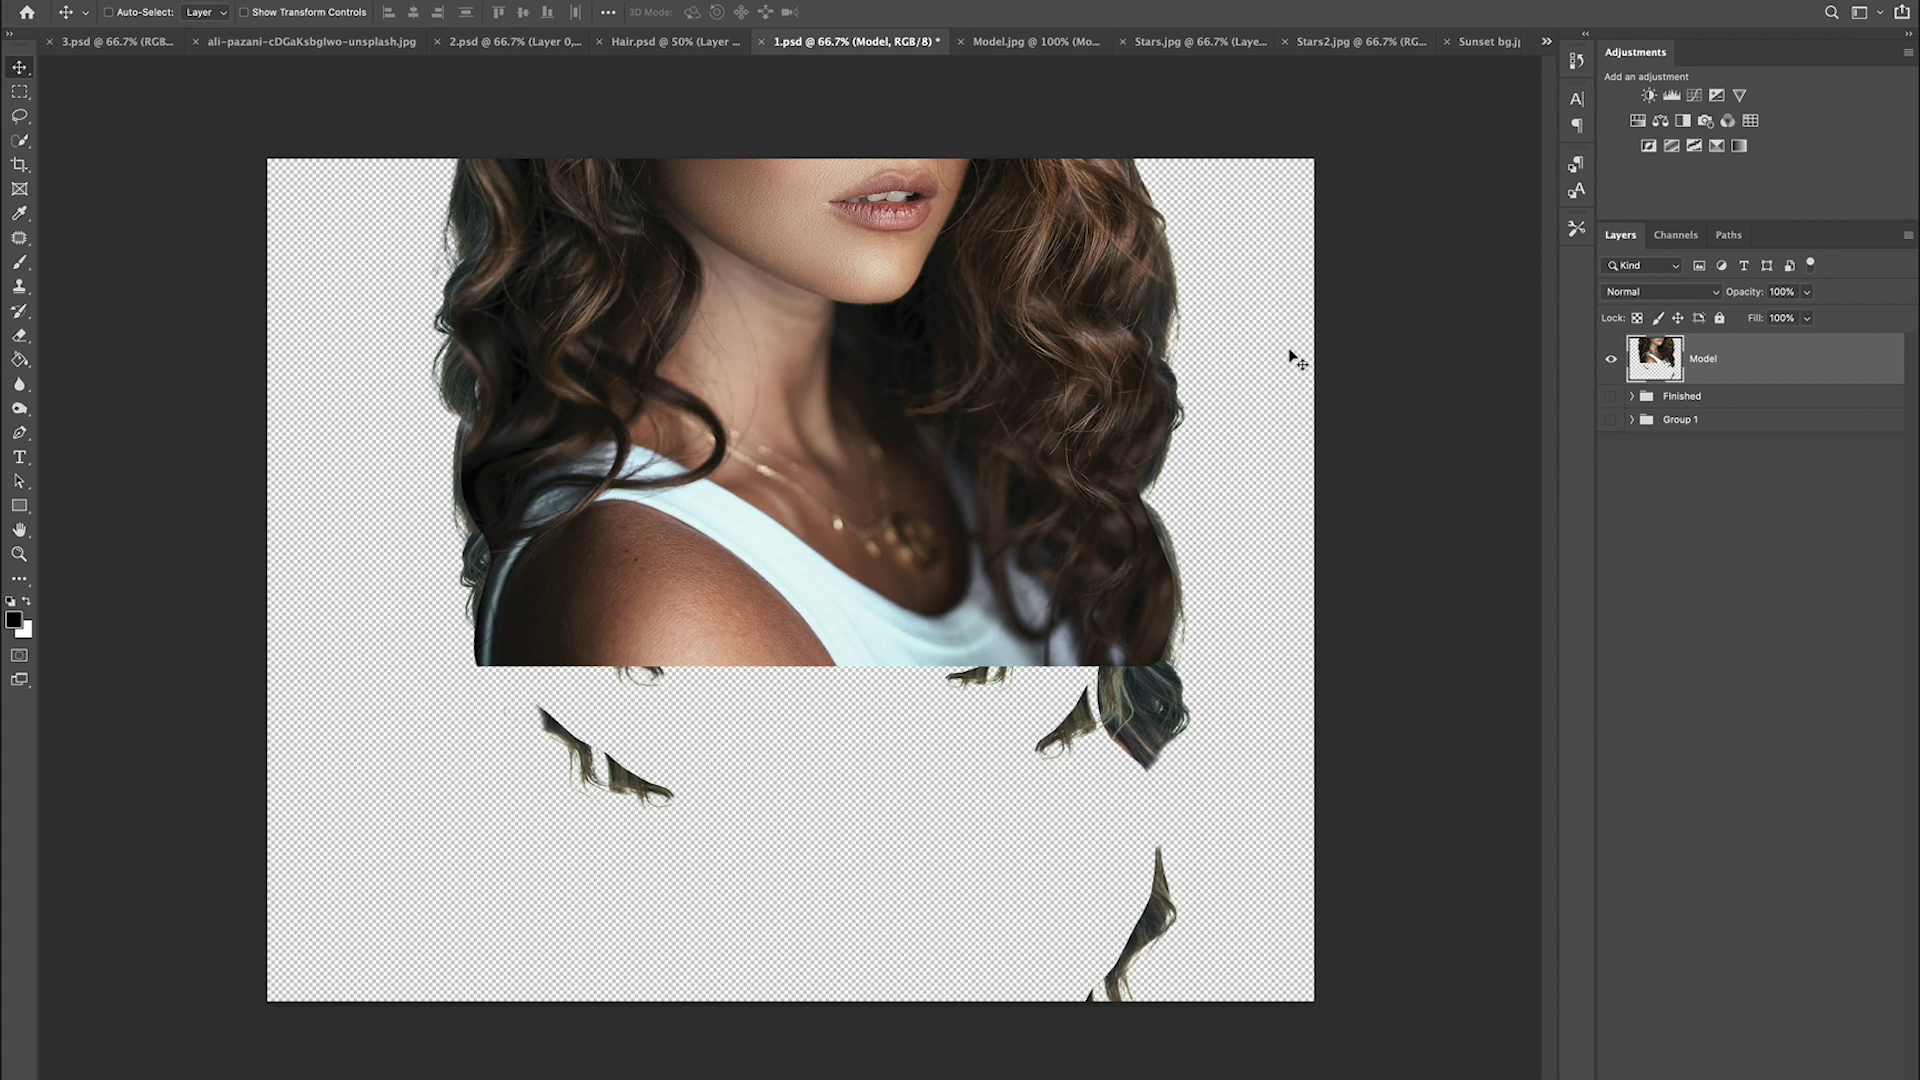 Auto-Select: Layer Show Transform Controls 3D Mode:
3.psd @ 66.7% (RGB... ali-pazani-cDGaKsbgIwo-unsplash.jpg 2.psd @ 66.7% (Layer 0,... Hair.psd @ 50% (Layer ... 1.psd @ 66.7% (Model, RGB/8) * Model.jpg @ 100% (Mo... Stars.jpg @ 66.7% (Laye... Stars2.jpg @ 66.7% (RG... Sunset bg.j
Adjustments
Add an adjustment
Layers Channels Paths
Kind
Normal Opacity: 100%
Lock: Fill: 100%
Model
FInished
Group 1